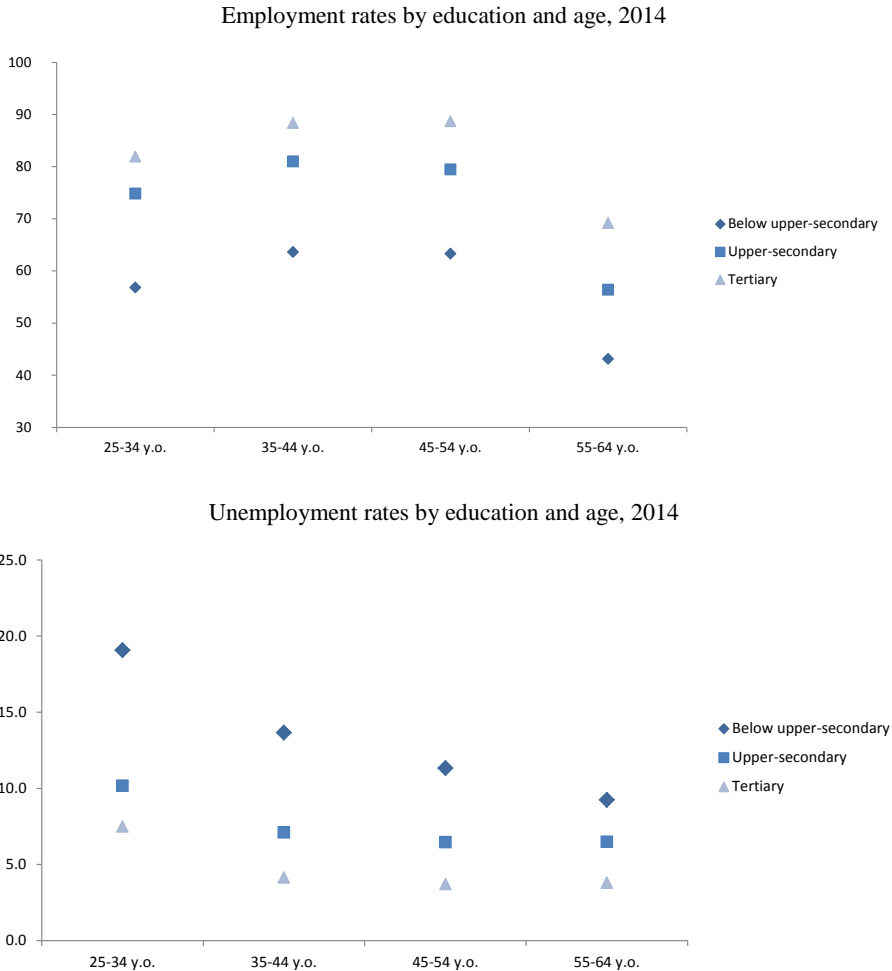 Employment rates by education and age, 2014
100
90
80
70
60
50
40
30
25-34 y.o.
35-44 y.o.
45-54 y.o.
55-64 y.o.
Below upper-secondary
Upper-secondary
Tertiary
Unemployment rates by education and age, 2014
25.0
20.0
15.0
10.0
5.0
0.0
25-34 y.o.
35-44 y.o.
45-54 y.o.
55-64 y.o.
Below upper-secondary
Upper-secondary
Tertiary